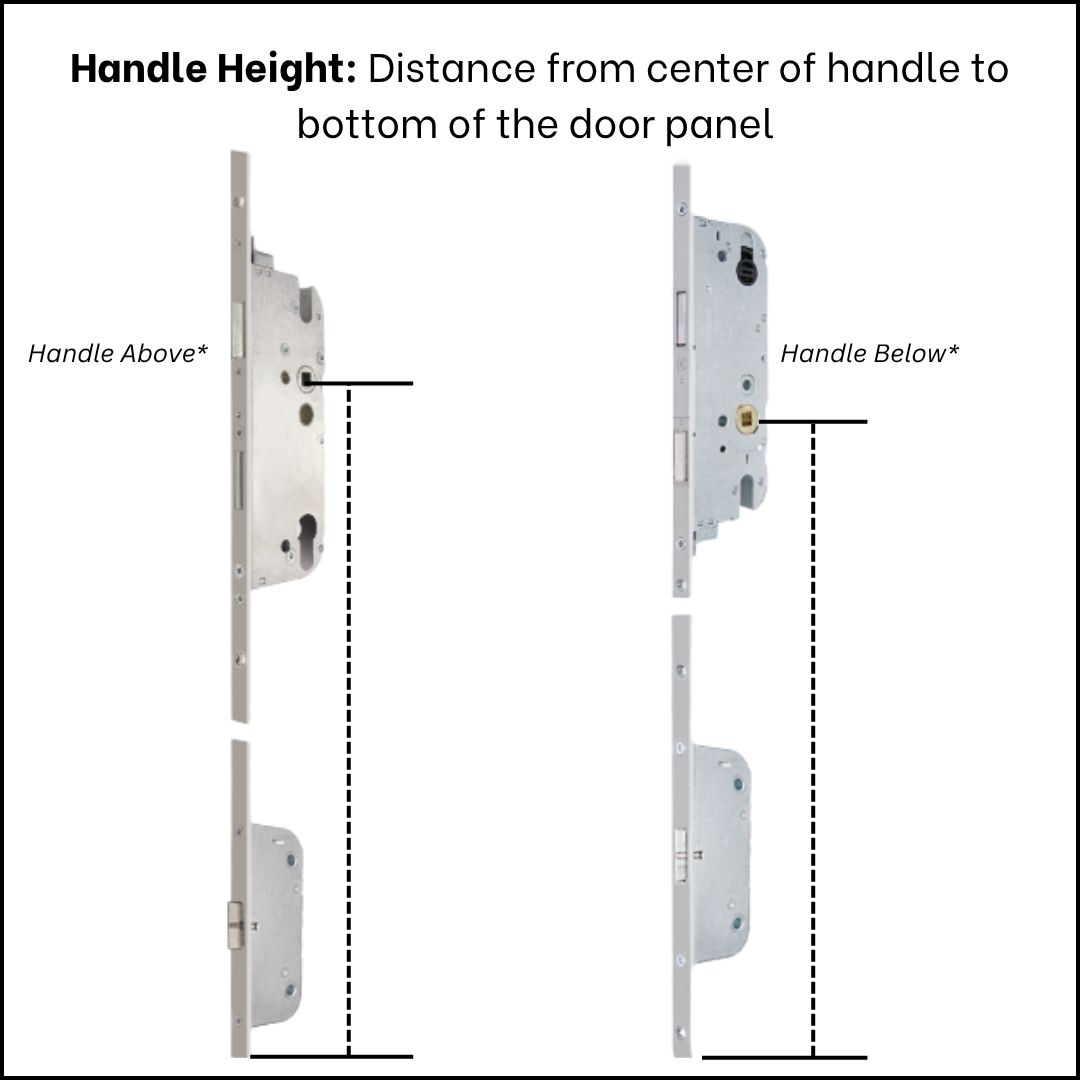 Handle Height: Distance from center of handle to
bottom of the door panel
Handle Above*
Handle Below*